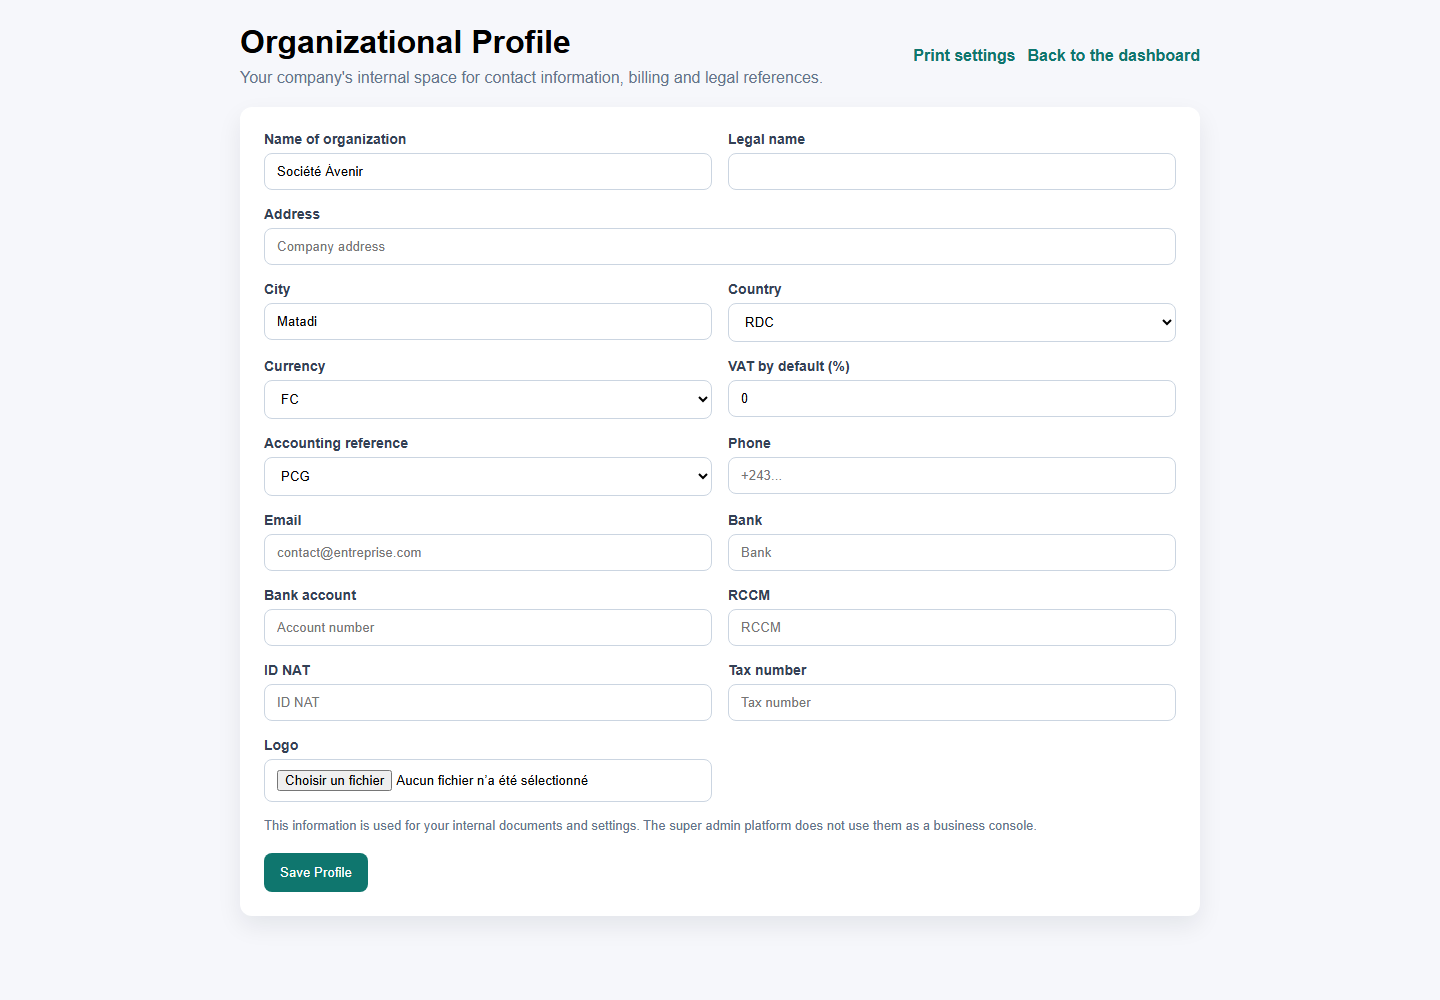 Organizational Profile
Print settings Back to the dashboard
Your company's internal space for contact information, billing and legal references.
Name of organization
Legal name
Société Avenir
Address
Company address
City
Country
Matadi
RDC
Currency
VAT by default (%)
FC
0
Accounting reference
Phone
PCG
+243...
Email
Bank
contact@entreprise.com
Bank
Bank account
RCCM
Account number
RCCM
ID NAT
Tax number
ID NAT
Tax number
Logo
Choisir un fichier Aucun fichier n'a été sélectionné
This information is used for your internal documents and settings. The super admin platform does not use them as a business console.
Save Profile